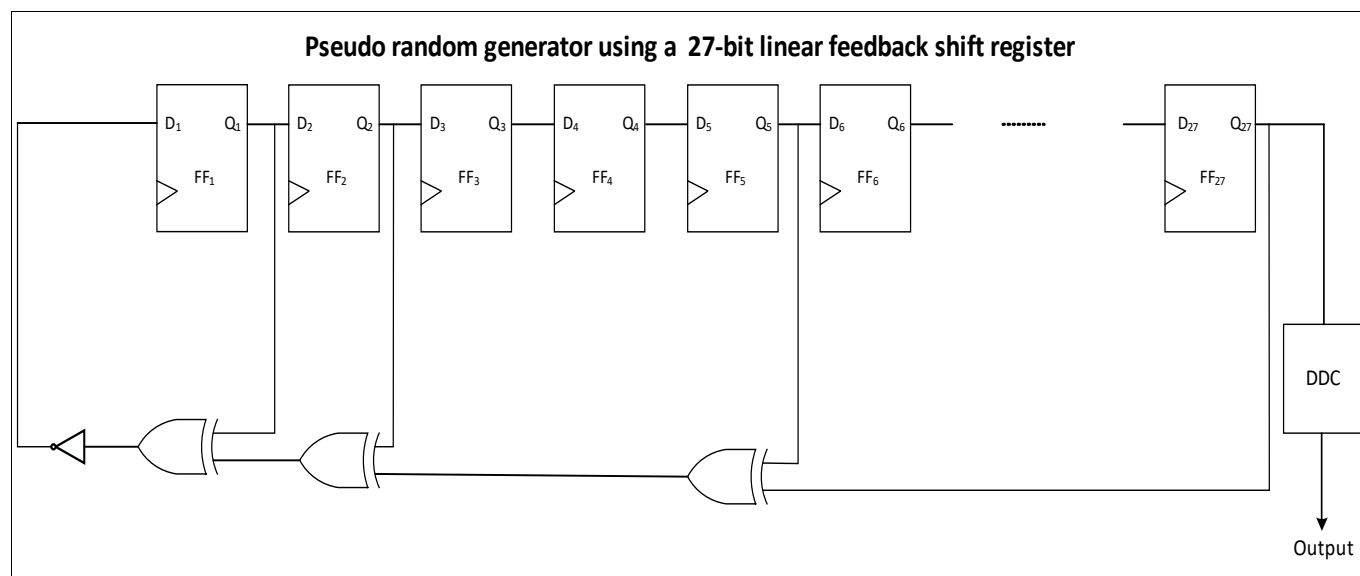 Pseudo random generator using a 27-bit linear feedback shift register
D₁ Q₁ D₂ Q₂ D₃ Q₃ D₄ Q₄ D₅ Q₅ D₆ Q₆ ......... D₂₇ Q₂₇
FF₁ FF₂ FF₃ FF₄ FF₅ FF₆ FF₂₇
DDC
Output